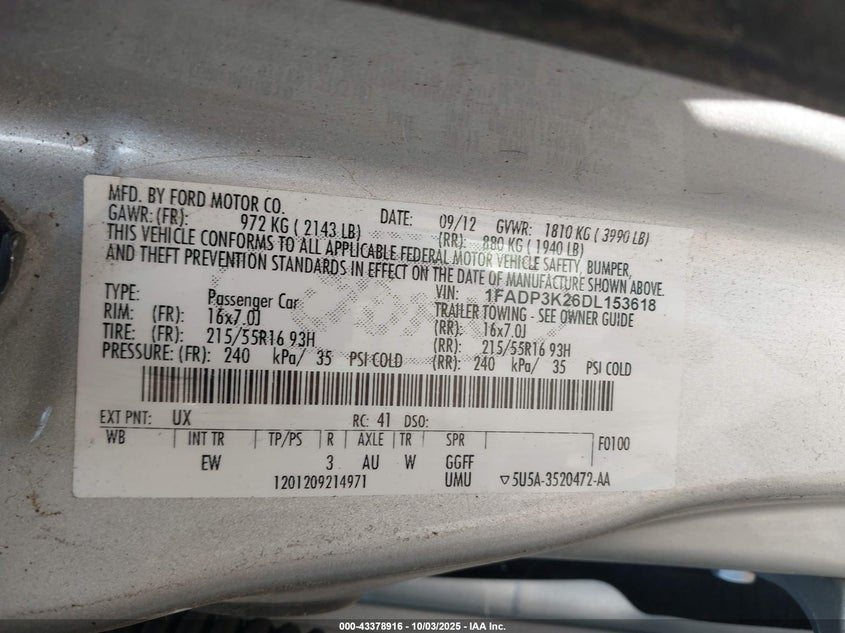 MFD. BY FORD MOTOR CO.
DATE: 09/12 GVWR: 1810 KG ( 3990 LB)
GAWR: (FR): 972 KG ( 2143 LB) (RR): 880 KG ( 1940 LB)
THIS VEHICLE CONFORMS TO ALL APPLICABLE FEDERAL MOTOR VEHICLE SAFETY, BUMPER,
AND THEFT PREVENTION STANDARDS IN EFFECT ON THE DATE OF MANUFACTURE SHOWN ABOVE.
VIN: 1FADP3K26DL153618
TYPE: Passenger Car TRAILER TOWING - SEE OWNER GUIDE
RIM: (FR): 16x7.0J (RR): 16x7.0J
TIRE: (FR): 215/55R16 93H (RR): 215/55R16 93H
PRESSURE: (FR): 240 kPa/ 35 PSI COLD (RR): 240 kPa/ 35 PSI COLD
EXT PNT: UX RC: 41 DSO:
WB INT TR TP/PS R AXLE TR SPR F0100
EW 3 AU W GGFF
1201209214971 UMU ▽5U5A-3520472-AA
000-43378916 - 10/03/2025 - IAA Inc.